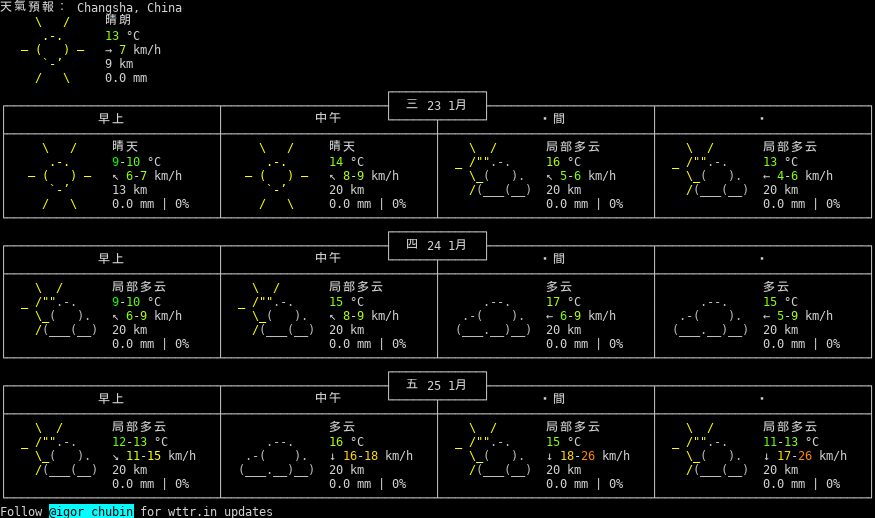 天氣預報： Changsha, China
晴朗
13 °C
→ 7 km/h
9 km
0.0 mm
三 23 1月
早上 中午 ・間 ・
晴天 晴天 局部多云 局部多云
9-10 °C 14 °C 16 °C 13 °C
↖ 6-7 km/h ↖ 8-9 km/h ↖ 5-6 km/h ← 4-6 km/h
13 km 20 km 20 km 20 km
0.0 mm | 0% 0.0 mm | 0% 0.0 mm | 0% 0.0 mm | 0%
四 24 1月
早上 中午 ・間 ・
局部多云 局部多云 多云 多云
9-10 °C 15 °C 17 °C 15 °C
↖ 6-9 km/h ↖ 8-9 km/h ← 6-9 km/h ← 5-9 km/h
20 km 20 km 20 km 20 km
0.0 mm | 0% 0.0 mm | 0% 0.0 mm | 0% 0.0 mm | 0%
五 25 1月
早上 中午 ・間 ・
局部多云 多云 局部多云 局部多云
12-13 °C 16 °C 15 °C 11-13 °C
↘ 11-15 km/h ↓ 16-18 km/h ↓ 18-26 km/h ↓ 17-26 km/h
20 km 20 km 20 km 20 km
0.0 mm | 0% 0.0 mm | 0% 0.0 mm | 0% 0.0 mm | 0%
Follow @igor_chubin for wttr.in updates